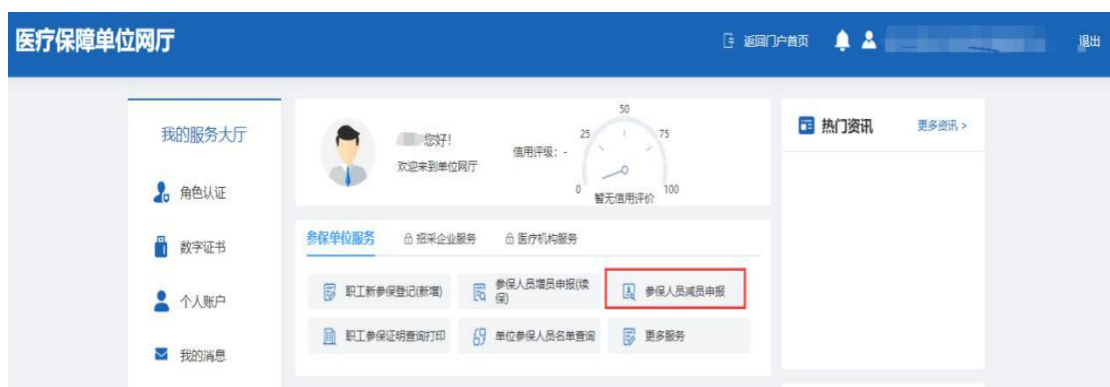 医疗保障单位网厅
返回门户首页
退出
我的服务大厅
角色认证
数字证书
个人账户
我的消息
您好!
欢迎来到单位网厅
信用评级: -
0
25
50
75
100
暂无信用评价
参保单位服务
招采企业服务
医疗机构服务
职工新参保登记(新增)
参保人员增员申报(续
保)
参保人员减员申报
职工参保证明查询打印
单位参保人员名单查询
更多服务
热门资讯
更多资讯 >